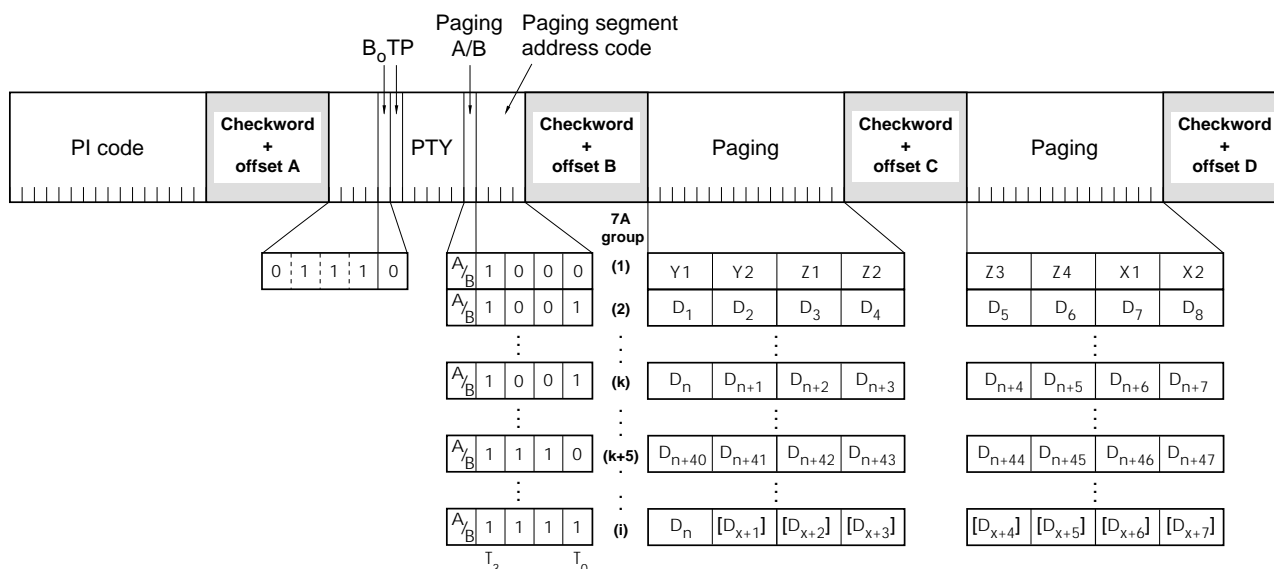 Paging A/B
Paging segment address code
BoTP
PI code
Checkword + offset A
PTY
Checkword + offset B
Paging
Checkword + offset C
Paging
Checkword + offset D
7A group
0 1 1 1 0
A/B 1 0 0 0 (1) Y1 Y2 Z1 Z2 Z3 Z4 X1 X2
A/B 1 0 0 1 (2) D1 D2 D3 D4 D5 D6 D7 D8
A/B 1 0 0 1 (k) Dn Dn+1 Dn+2 Dn+3 Dn+4 Dn+5 Dn+6 Dn+7
A/B 1 1 1 0 (k+5) Dn+40 Dn+41 Dn+42 Dn+43 Dn+44 Dn+45 Dn+46 Dn+47
A/B 1 1 1 1 (i) Dn [Dx+1] [Dx+2] [Dx+3] [Dx+4] [Dx+5] [Dx+6] [Dx+7]